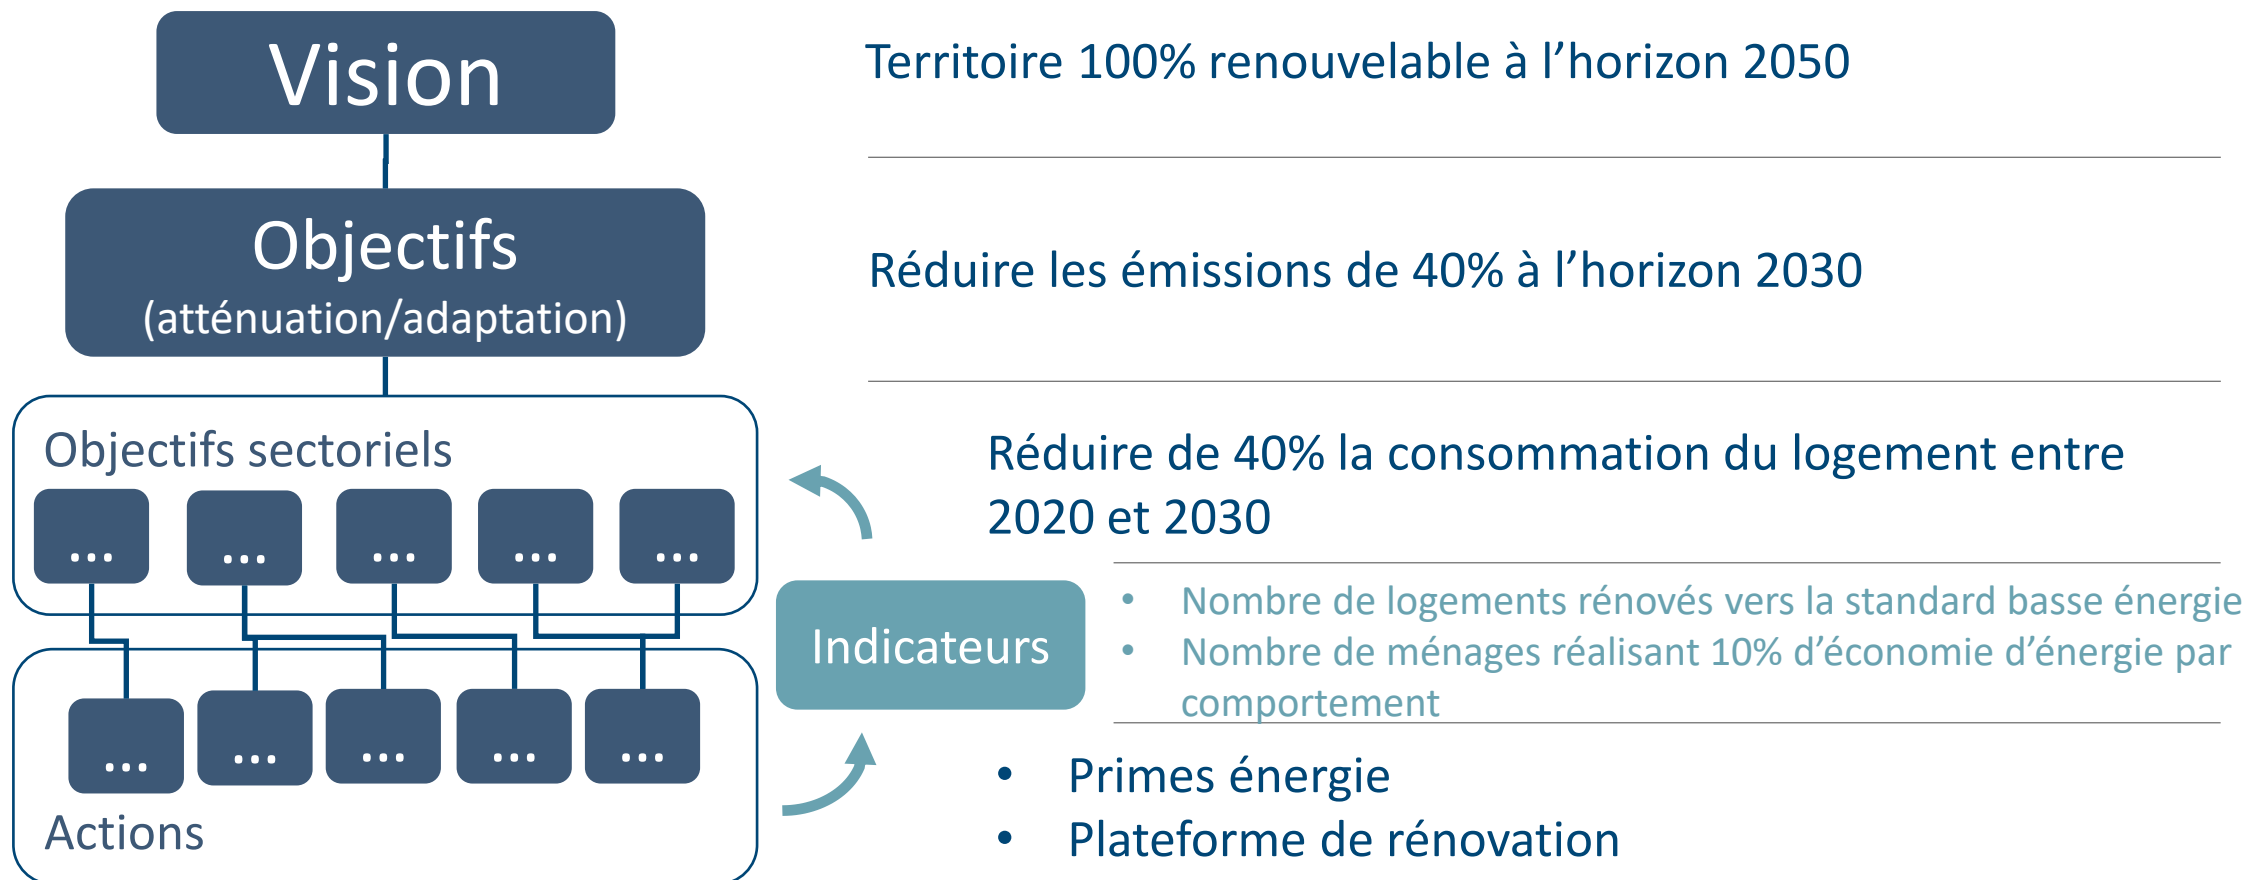 Vision
Territoire 100% renouvelable à l’horizon 2050
Objectifs
(atténuation/adaptation)
Réduire les émissions de 40% à l’horizon 2030
Objectifs sectoriels
... ... ... ... ...
Réduire de 40% la consommation du logement entre
2020 et 2030
Indicateurs
• Nombre de logements rénovés vers la standard basse énergie
• Nombre de ménages réalisant 10% d’économie d’énergie par
comportement
... ... ... ... ...
Actions
• Primes énergie
• Plateforme de rénovation